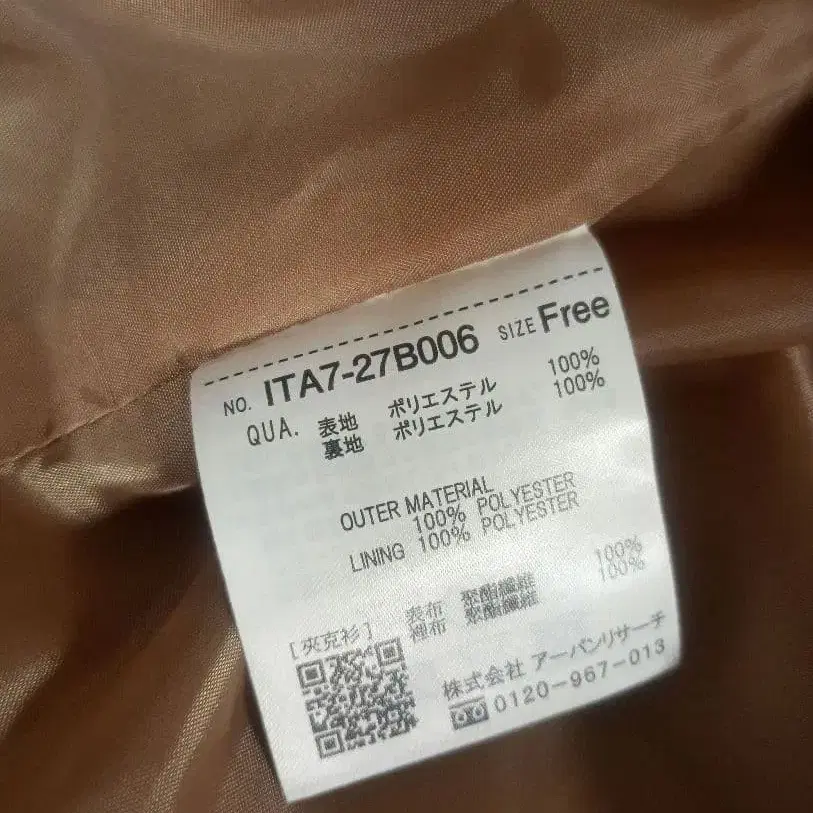 NO. ITA7-27B006 SIZE Free
QUA. 表地 ポリエステル 100%
裏地 ポリエステル 100%
OUTER MATERIAL
100% POLYESTER
LINING 100% POLYESTER
表布 聚酯纖維 100%
裡布 聚酯纖維 100%
[夾克衫]
株式会社 アーバンリサーチ
0120-967-013